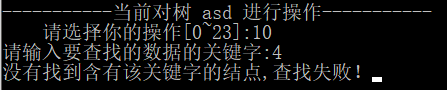 -----------当前对树 asd 进行操作-----------
请选择你的操作[0~23]:10
请输入要查找的数据的关键字:4
没有找到含有该关键字的结点,查找失败!